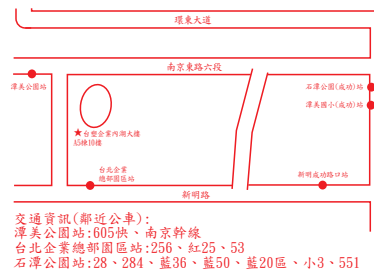 環東大道
南京東路六段
潭美公園站
石潭公園(成功)站
潭美國小(成功)站
★台塑企業內湖大樓
A5棟10樓
台北企業
總部園區站
新明成功路口站
新明路
交通資訊(鄰近公車):
潭美公園站:605快、南京幹線
台北企業總部園區站:256、紅25、53
石潭公園站:28、284、藍36、藍50、藍20區、小3、551